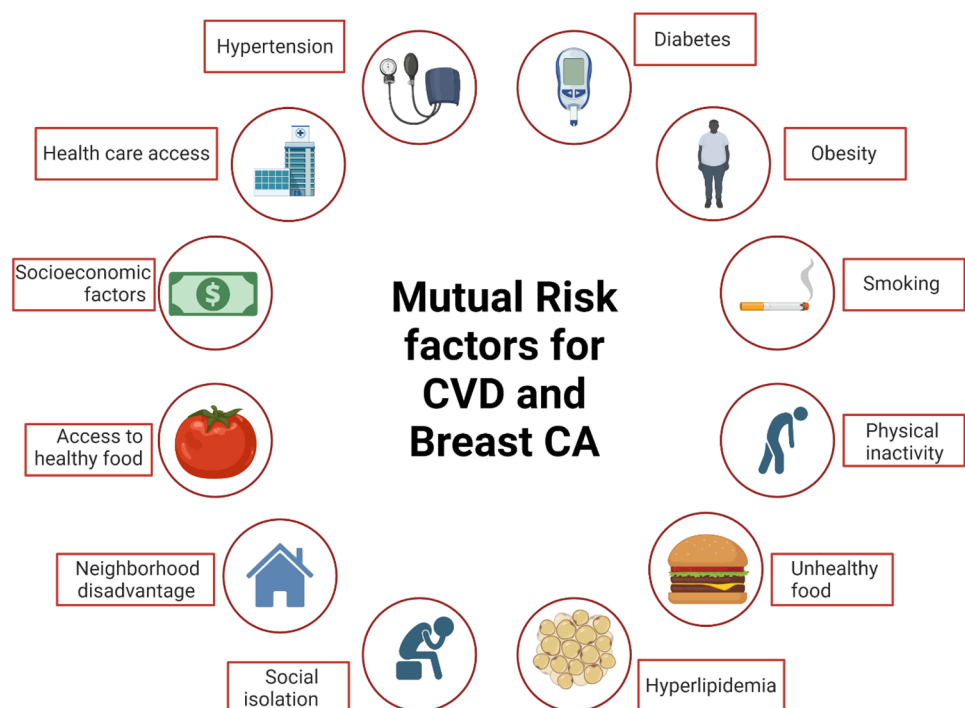 Hypertension
Diabetes
Health care access
Obesity
Socioeconomic
factors
Smoking
Mutual Risk
factors for
CVD and
Breast CA
Access to
healthy food
Physical
inactivity
Neighborhood
disadvantage
Unhealthy
food
Social
isolation
Hyperlipidemia